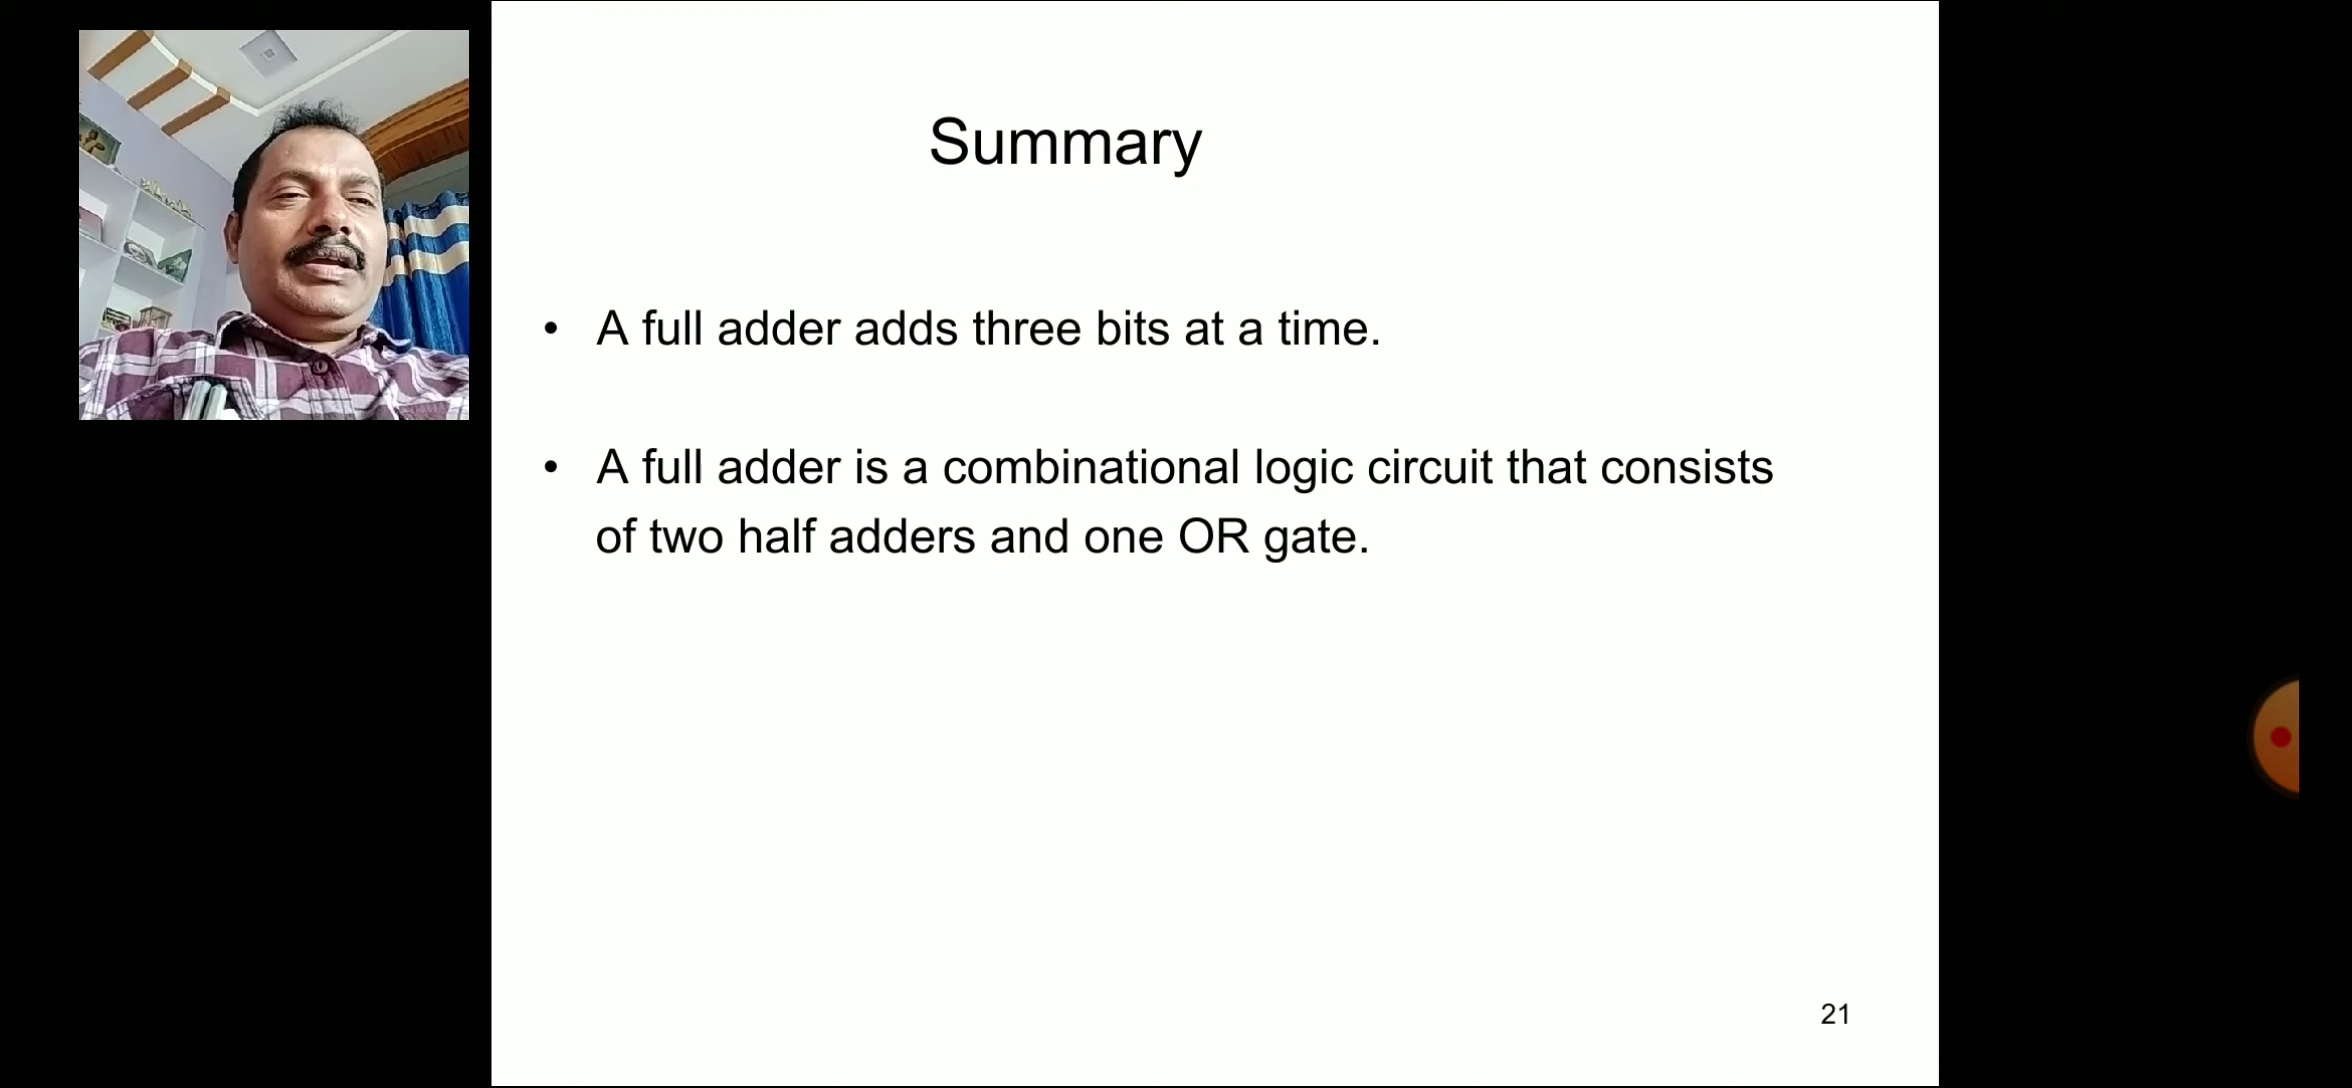 Summary
• A full adder adds three bits at a time.
• A full adder is a combinational logic circuit that consists
of two half adders and one OR gate.
21